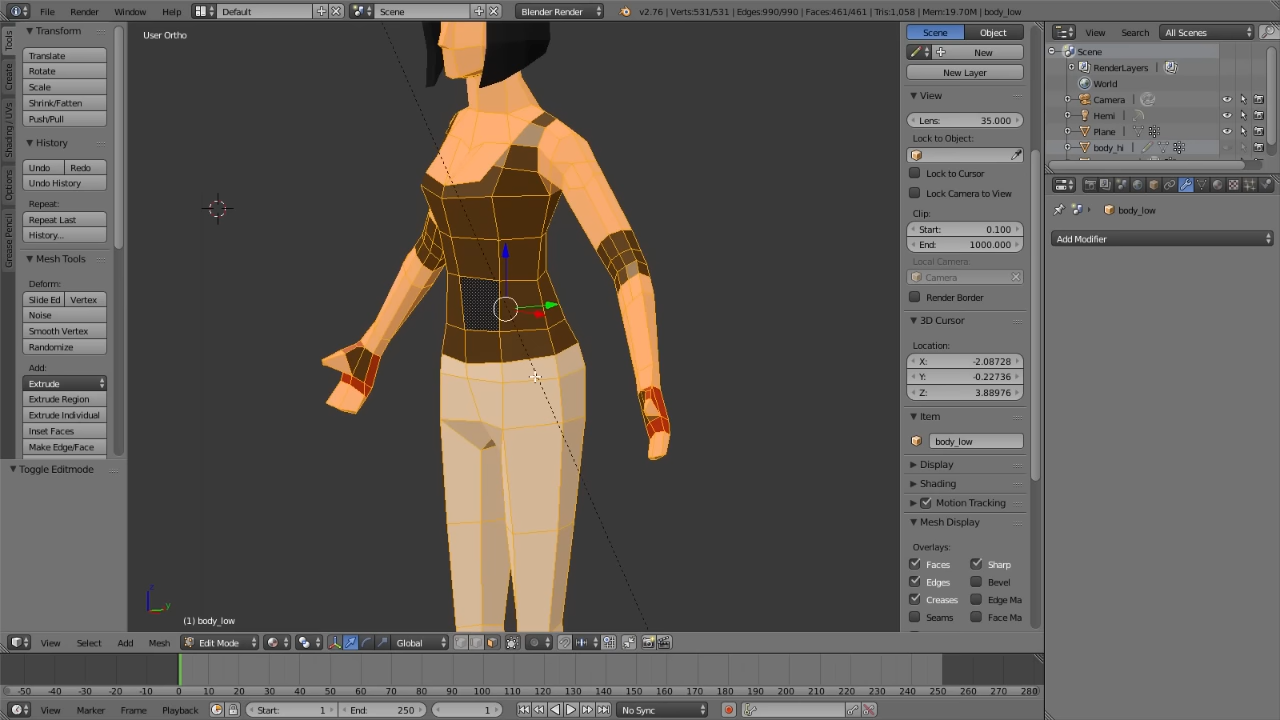 File Render Window Help Default Scene Blender Render v2.76 | Verts:531/531 | Edges:990/990 | Faces:461/461 | Tris:1,058 | Mem:19.70M | body_low
Tools
Create
Shading / UVs
Options
Grease Pencil
Transform
Translate
Rotate
Scale
Shrink/Fatten
Push/Pull
History
Undo Redo
Undo History
Repeat:
Repeat Last
History...
Mesh Tools
Deform:
Slide Ed Vertex
Noise
Smooth Vertex
Randomize
Add:
Extrude
Extrude Region
Extrude Individual
Inset Faces
Make Edge/Face
Toggle Editmode
User Ortho
z
y
(1) body_low
Scene Object
New
New Layer
View
Lens: 35.000
Lock to Object:
Lock to Cursor
Lock Camera to View
Clip:
Start: 0.100
End: 1000.000
Local Camera:
Camera
Render Border
3D Cursor
Location:
X: -2.08728
Y: -0.22736
Z: 3.88976
Item
body_low
Display
Shading
Motion Tracking
Mesh Display
Overlays:
Faces Sharp
Edges Bevel
Creases Edge Ma
Seams Face Ma
View Search All Scenes
Scene
RenderLayers
World
Camera
Hemi
Plane
body_hi
body_low
Add Modifier
View Select Add Mesh Edit Mode Global
-50 -40 -30 -20 -10 0 10 20 30 40 50 60 70 80 90 100 110 120 130 140 150 160 170 180 190 200 210 220 230 240 250 260 270 280
View Marker Frame Playback Start: 1 End: 250 1 No Sync